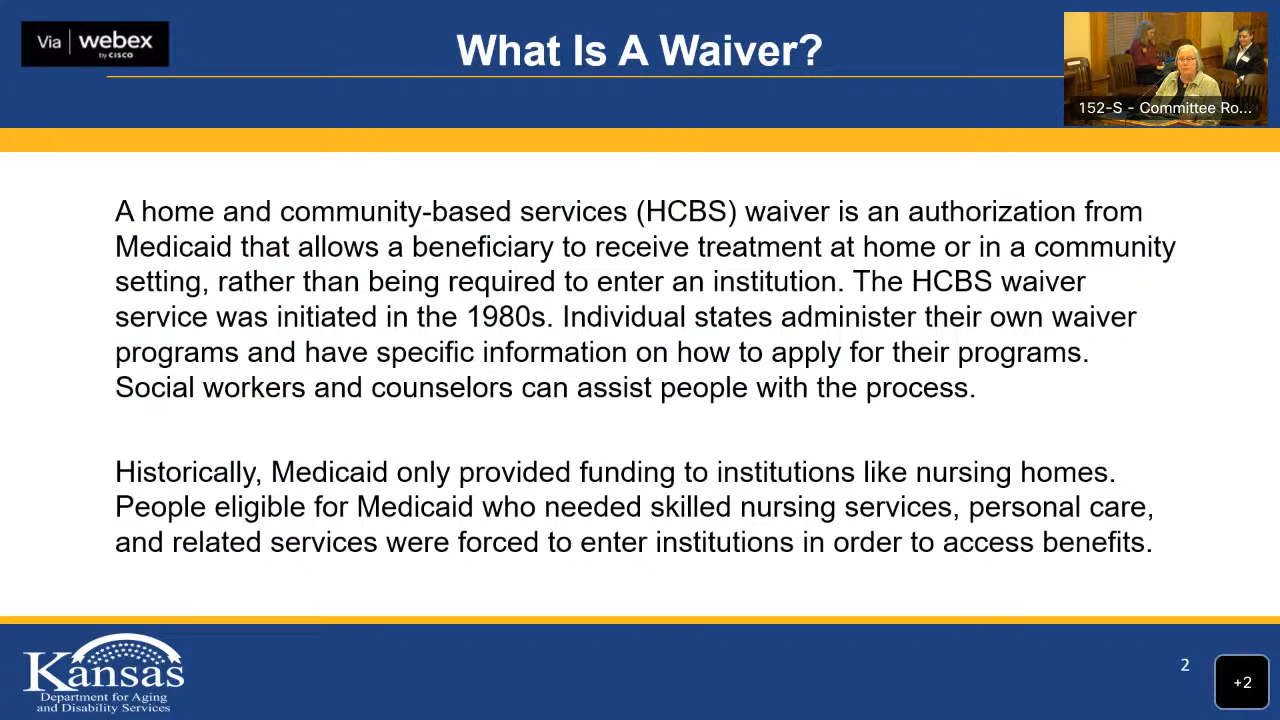 Via webex
by CISCO
What Is A Waiver?
152-S - Committee Ro...
A home and community-based services (HCBS) waiver is an authorization from
Medicaid that allows a beneficiary to receive treatment at home or in a community
setting, rather than being required to enter an institution. The HCBS waiver
service was initiated in the 1980s. Individual states administer their own waiver
programs and have specific information on how to apply for their programs.
Social workers and counselors can assist people with the process.
Historically, Medicaid only provided funding to institutions like nursing homes.
People eligible for Medicaid who needed skilled nursing services, personal care,
and related services were forced to enter institutions in order to access benefits.
Kansas
Department for Aging
and Disability Services
2
+2